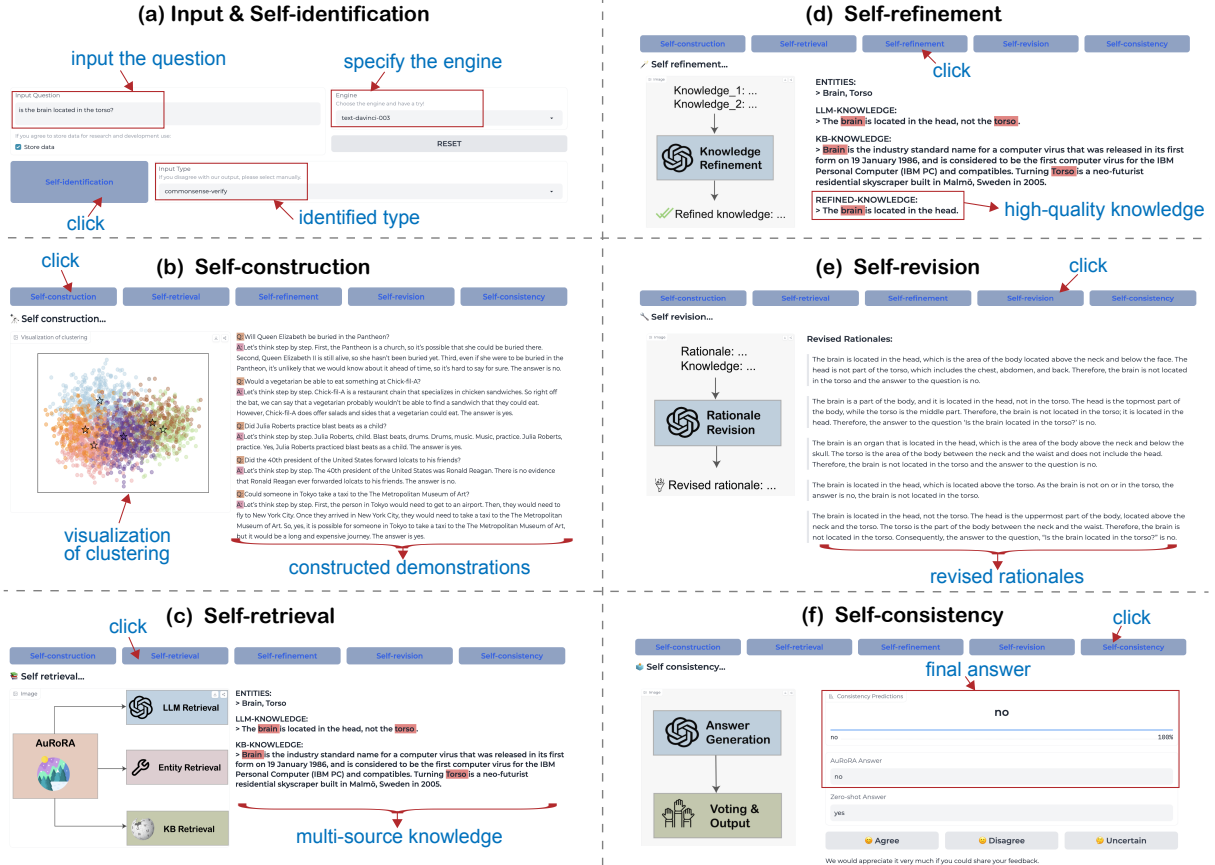 (a) Input & Self-identification
input the question
specify the engine
Input Question
is the brain located in the torso?
Engine
Choose the engine and have a try!
text-davinci-003
If you agree to store data for research and development use:
Store data
RESET
Self-identification
Input Type
If you disagree with our output, please select manually.
commonsense-verify
click
identified type
(b) Self-construction
click
Self-construction
Self-retrieval
Self-refinement
Self-revision
Self-consistency
Self construction...
Visualization of clustering
Q: Will Queen Elizabeth be buried in the Pantheon?
A: Let's think step by step. First, the Pantheon is a church, so it's possible that she could be buried there.
Second, Queen Elizabeth II is still alive, so she hasn't been buried yet. Third, even if she were to be buried in the
Pantheon, it's unlikely that we would know about it ahead of time, so it's hard to say for sure. The answer is no.
Q: Would a vegetarian be able to eat something at Chick-fil-A?
A: Let's think step by step. Chick-fil-A is a restaurant chain that specializes in chicken sandwiches. So right off
the bat, we can say that a vegetarian probably wouldn't be able to find a sandwich that they could eat.
However, Chick-fil-A does offer salads and sides that a vegetarian could eat. The answer is yes.
Q: Did Julia Roberts practice blast beats as a child?
A: Let's think step by step. Julia Roberts, child. Blast beats, drums. Drums, music. Music, practice. Julia Roberts,
practice. Yes, Julia Roberts practiced blast beats as a child. The answer is yes.
Q: Did the 40th president of the United States forward lolcats to his friends?
A: Let's think step by step. The 40th president of the United States was Ronald Reagan. There is no evidence
that Ronald Reagan ever forwarded lolcats to his friends. The answer is no.
Q: Could someone in Tokyo take a taxi to the The Metropolitan Museum of Art?
A: Let's think step by step. First, the person in Tokyo would need to get to an airport. Then, they would need to
fly to New York City. Once they arrived in New York City, they would need to take a taxi to the The Metropolitan
Museum of Art. So, yes, it is possible for someone in Tokyo to take a taxi to the The Metropolitan Museum of Art,
but it would be a long and expensive journey. The answer is yes.
visualization
of clustering
constructed demonstrations
(c) Self-retrieval
click
Self-construction
Self-retrieval
Self-refinement
Self-revision
Self-consistency
Self retrieval...
Image
AuRoRA
LLM Retrieval
Entity Retrieval
KB Retrieval
ENTITIES:
> Brain, Torso
LLM-KNOWLEDGE:
> The brain is located in the head, not the torso.
KB-KNOWLEDGE:
> Brain is the industry standard name for a computer virus that was released in its first
form on 19 January 1986, and is considered to be the first computer virus for the IBM
Personal Computer (IBM PC) and compatibles. Turning Torso is a neo-futurist
residential skyscraper built in Malmö, Sweden in 2005.
multi-source knowledge
(d) Self-refinement
Self-construction
Self-retrieval
Self-refinement
Self-revision
Self-consistency
click
Self refinement...
Image
Knowledge_1: ...
Knowledge_2: ...
Knowledge
Refinement
Refined knowledge: ...
ENTITIES:
> Brain, Torso
LLM-KNOWLEDGE:
> The brain is located in the head, not the torso.
KB-KNOWLEDGE:
> Brain is the industry standard name for a computer virus that was released in its first
form on 19 January 1986, and is considered to be the first computer virus for the IBM
Personal Computer (IBM PC) and compatibles. Turning Torso is a neo-futurist
residential skyscraper built in Malmö, Sweden in 2005.
REFINED-KNOWLEDGE:
> The brain is located in the head.
high-quality knowledge
(e) Self-revision
click
Self-construction
Self-retrieval
Self-refinement
Self-revision
Self-consistency
Self revision...
Image
Rationale: ...
Knowledge: ...
Rationale
Revision
Revised rationale: ...
Revised Rationales:
The brain is located in the head, which is the area of the body located above the neck and below the face. The
head is not part of the torso, which includes the chest, abdomen, and back. Therefore, the brain is not located
in the torso and the answer to the question is no.
The brain is a part of the body, and it is located in the head, not in the torso. The head is the topmost part of
the body, while the torso is the middle part. Therefore, the brain is not located in the torso; it is located in the
head. Therefore, the answer to the question 'Is the brain located in the torso?' is no.
The brain is an organ that is located in the head, which is the area of the body above the neck and below the
skull. The torso is the area of the body between the neck and the waist and does not include the head.
Therefore, the brain is not located in the torso and the answer to the question is no.
The brain is located in the head, which is located above the torso. As the brain is not on or in the torso, the
answer is no, the brain is not located in the torso.
The brain is located in the head, not the torso. The head is the uppermost part of the body, located above the
neck and the torso. The torso is the part of the body between the neck and the waist. Therefore, the brain is
not located in the torso. Consequently, the answer to the question, "Is the brain located in the torso?" is no.
revised rationales
(f) Self-consistency
click
Self-construction
Self-retrieval
Self-refinement
Self-revision
Self-consistency
Self consistency...
final answer
Image
Answer
Generation
Voting &
Output
Consistency Predictions
no
no 100%
AuRoRA Answer
no
Zero-shot Answer
yes
Agree
Disagree
Uncertain
We would appreciate it very much if you could share your feedback.